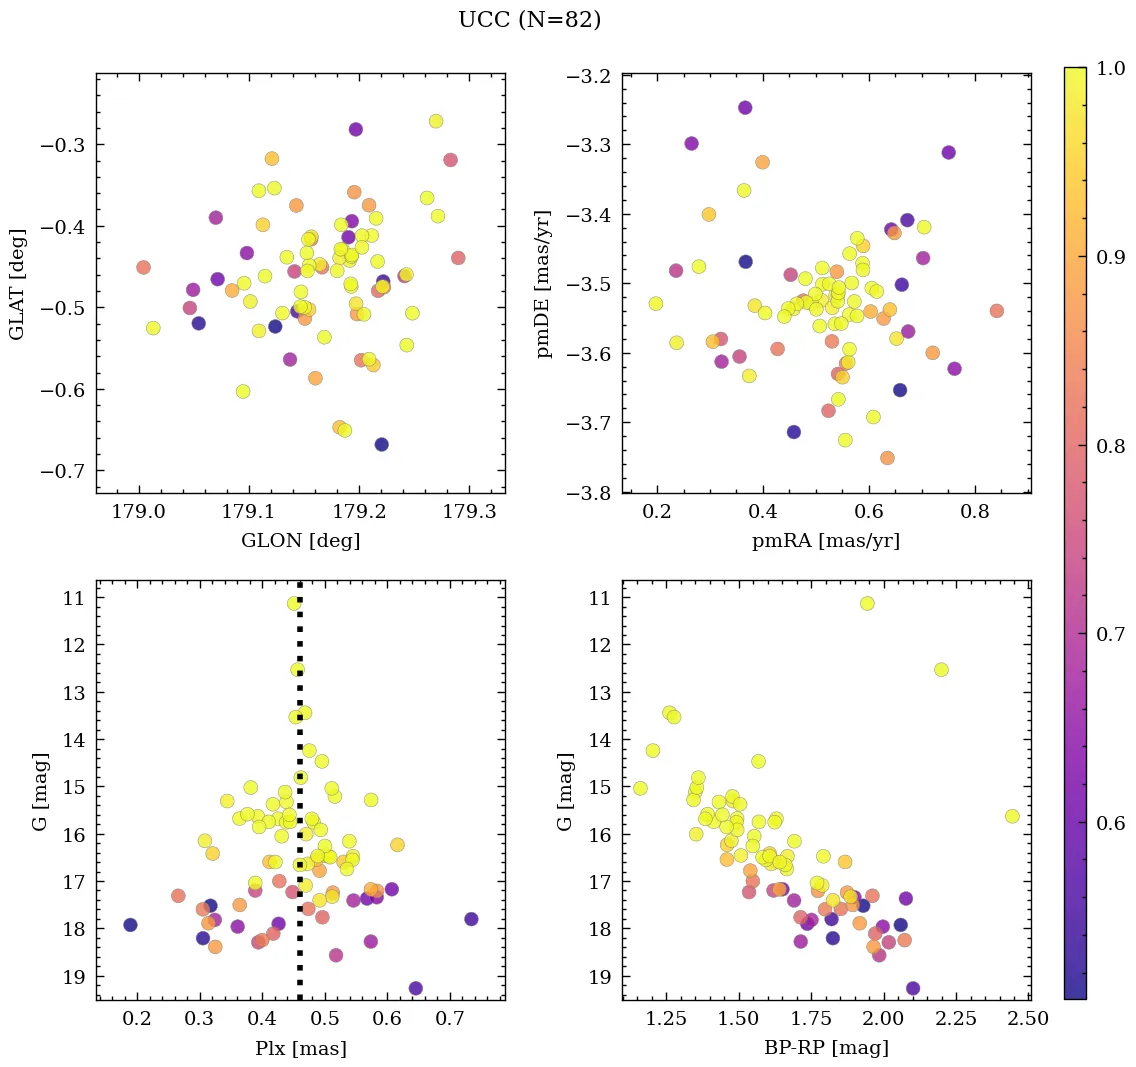 UCC (N=82)
−0.3
−0.4
−0.5
−0.6
−0.7
GLAT [deg]
179.0 179.1 179.2 179.3
GLON [deg]
−3.2
−3.3
−3.4
−3.5
−3.6
−3.7
−3.8
pmDE [mas/yr]
0.2 0.4 0.6 0.8
pmRA [mas/yr]
11
12
13
14
15
16
17
18
19
G [mag]
0.2 0.3 0.4 0.5 0.6 0.7
Plx [mas]
11
12
13
14
15
16
17
18
19
G [mag]
1.25 1.50 1.75 2.00 2.25 2.50
BP-RP [mag]
1.0
0.9
0.8
0.7
0.6